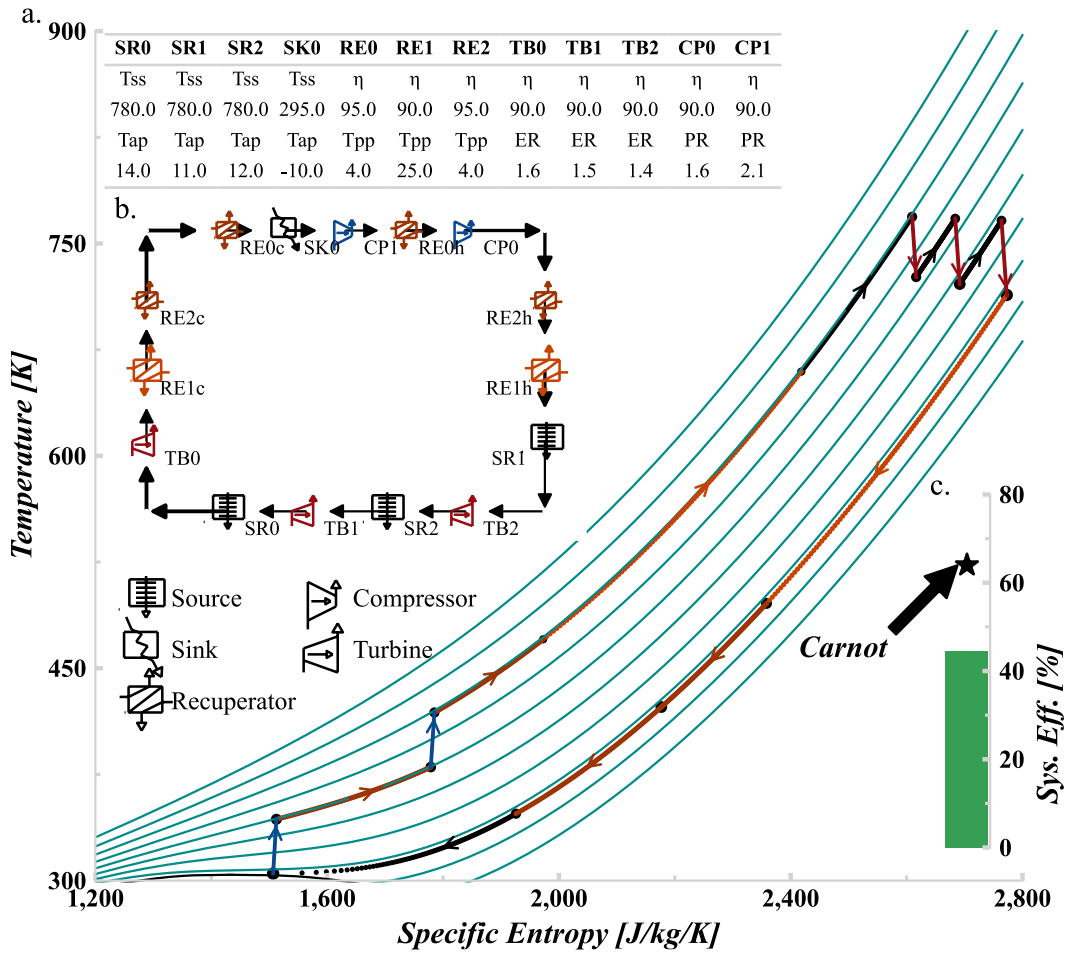 a.
900
750
600
450
300
Temperature [K]
SR0 SR1 SR2 SK0 RE0 RE1 RE2 TB0 TB1 TB2 CP0 CP1
Tss Tss Tss Tss η η η η η η η η
780.0 780.0 780.0 295.0 95.0 90.0 95.0 90.0 90.0 90.0 90.0 90.0
Tap Tap Tap Tap Tpp Tpp Tpp ER ER ER PR PR
14.0 11.0 12.0 -10.0 4.0 25.0 4.0 1.6 1.5 1.4 1.6 2.1
b.
RE0c SK0 CP1 RE0h CP0
RE2c RE2h
RE1c RE1h
TB0 SR1
SR0 TB1 SR2 TB2
Source Compressor
Sink Turbine
Recuperator
c.
80
60
40
20
0
Sys. Eff. [%]
Carnot
1,200 1,600 2,000 2,400 2,800
Specific Entropy [J/kg/K]